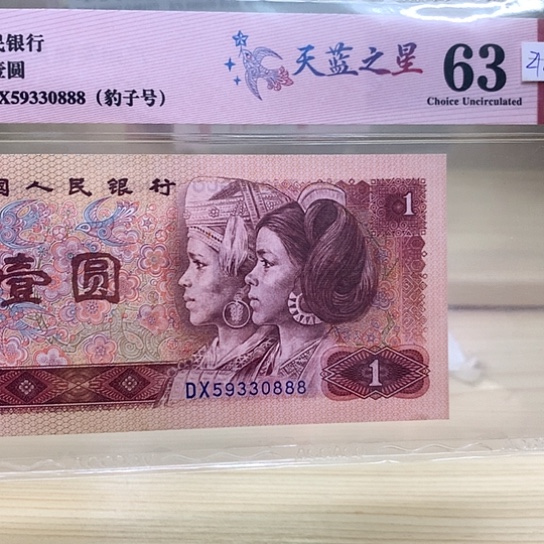 民银行
壹圆
X59330888（豹子号）
天蓝之星
63
Choice Uncirculated
国人民银行
1
壹圆
DX59330888
1